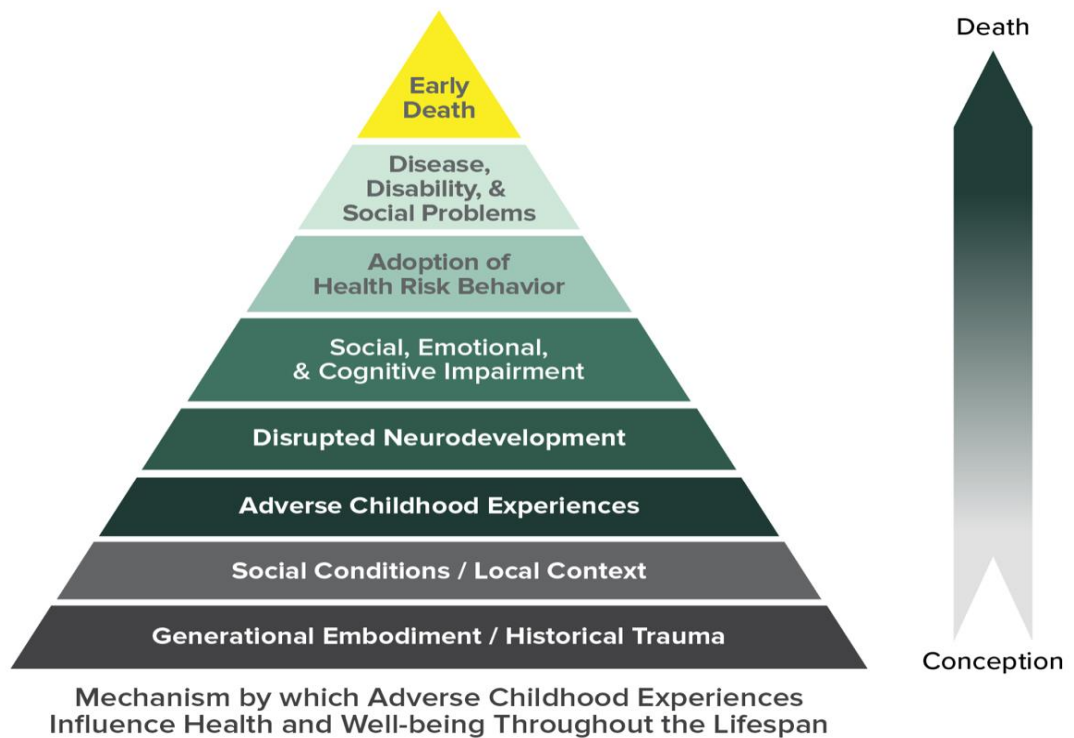 Death
Early
Death
Disease,
Disability, &
Social Problems
Adoption of
Health Risk Behavior
Social, Emotional,
& Cognitive Impairment
Disrupted Neurodevelopment
Adverse Childhood Experiences
Social Conditions / Local Context
Generational Embodiment / Historical Trauma
Conception
Mechanism by which Adverse Childhood Experiences
Influence Health and Well-being Throughout the Lifespan